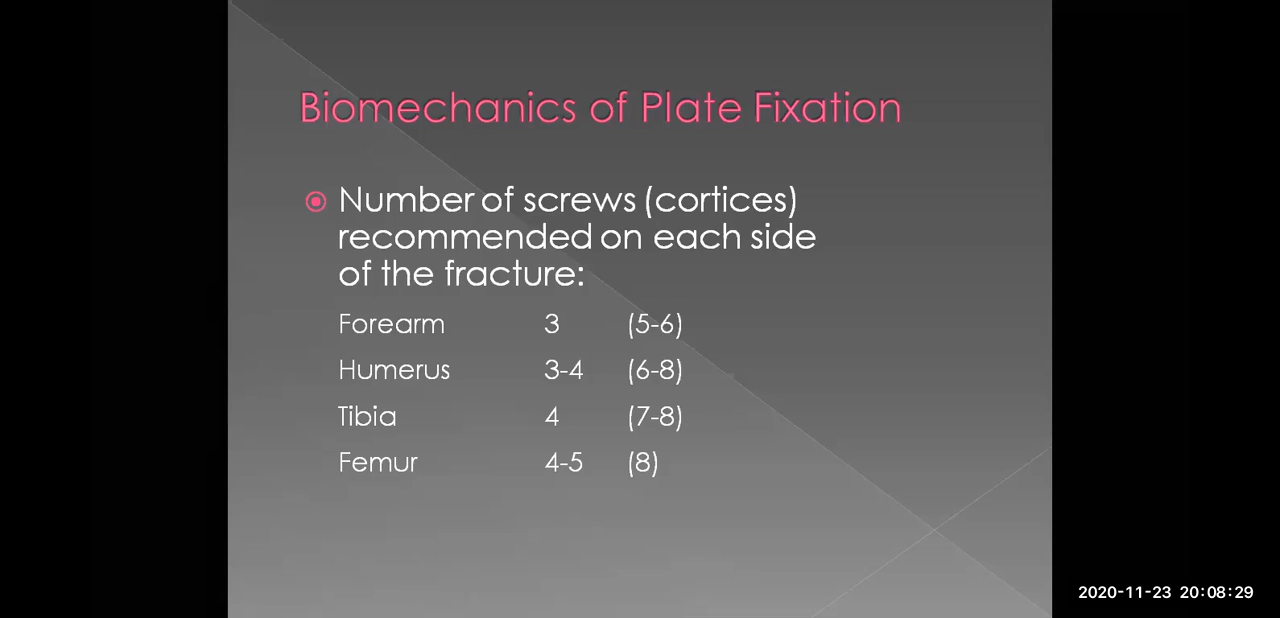 Biomechanics of Plate Fixation
Number of screws (cortices)
recommended on each side
of the fracture:
Forearm 3 (5-6)
Humerus 3-4 (6-8)
Tibia 4 (7-8)
Femur 4-5 (8)
2020-11-23 20:08:29